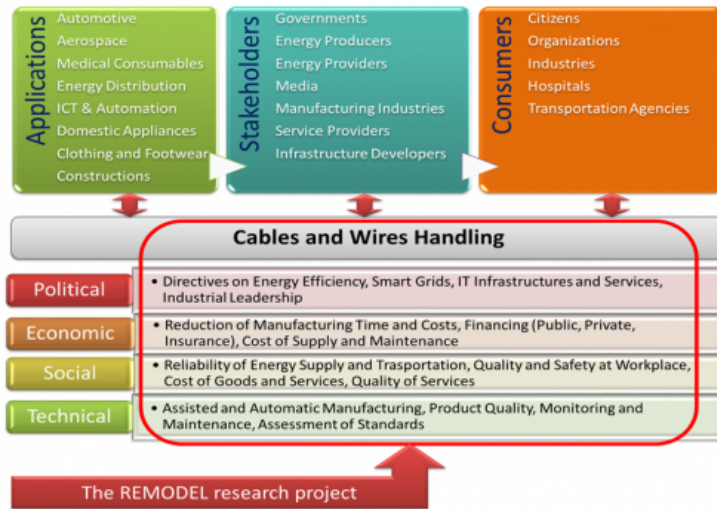 Applications
Automotive
Aerospace
Medical Consumables
Energy Distribution
ICT & Automation
Domestic Appliances
Clothing and Footwear
Constructions
Stakeholders
Governments
Energy Producers
Energy Providers
Media
Manufacturing Industries
Service Providers
Infrastructure Developers
Consumers
Citizens
Organizations
Industries
Hospitals
Transportation Agencies
Cables and Wires Handling
Political
• Directives on Energy Efficiency, Smart Grids, IT Infrastructures and Services,
Industrial Leadership
Economic
• Reduction of Manufacturing Time and Costs, Financing (Public, Private,
Insurance), Cost of Supply and Maintenance
Social
• Reliability of Energy Supply and Trasportation, Quality and Safety at Workplace,
Cost of Goods and Services, Quality of Services
Technical
• Assisted and Automatic Manufacturing, Product Quality, Monitoring and
Maintenance, Assessment of Standards
The REMODEL research project